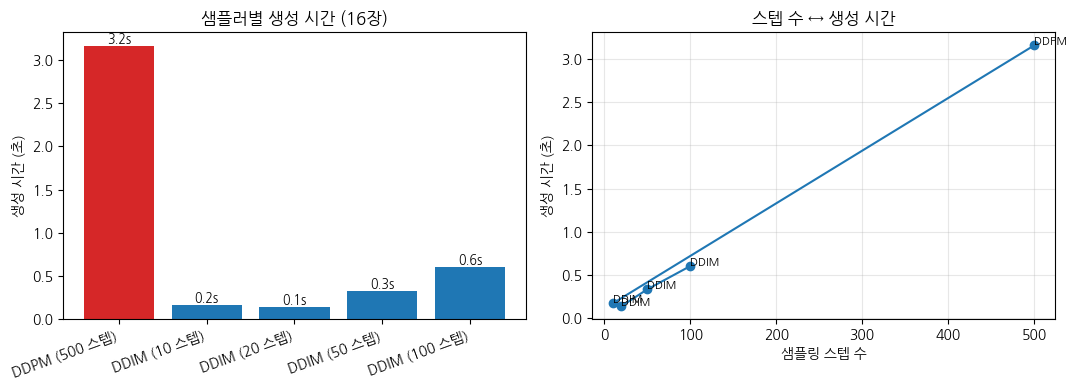 샘플러별 생성 시간 (16장)
생성 시간 (초)
3.0
2.5
2.0
1.5
1.0
0.5
0.0
3.2s
0.2s
0.1s
0.3s
0.6s
DDPM (500 스텝)
DDIM (10 스텝)
DDIM (20 스텝)
DDIM (50 스텝)
DDIM (100 스텝)
스텝 수 ↔ 생성 시간
생성 시간 (초)
3.0
2.5
2.0
1.5
1.0
0.5
0.0
DDPM
DDIM
DDIM
DDIM
DDIM
0
100
200
300
400
500
샘플링 스텝 수